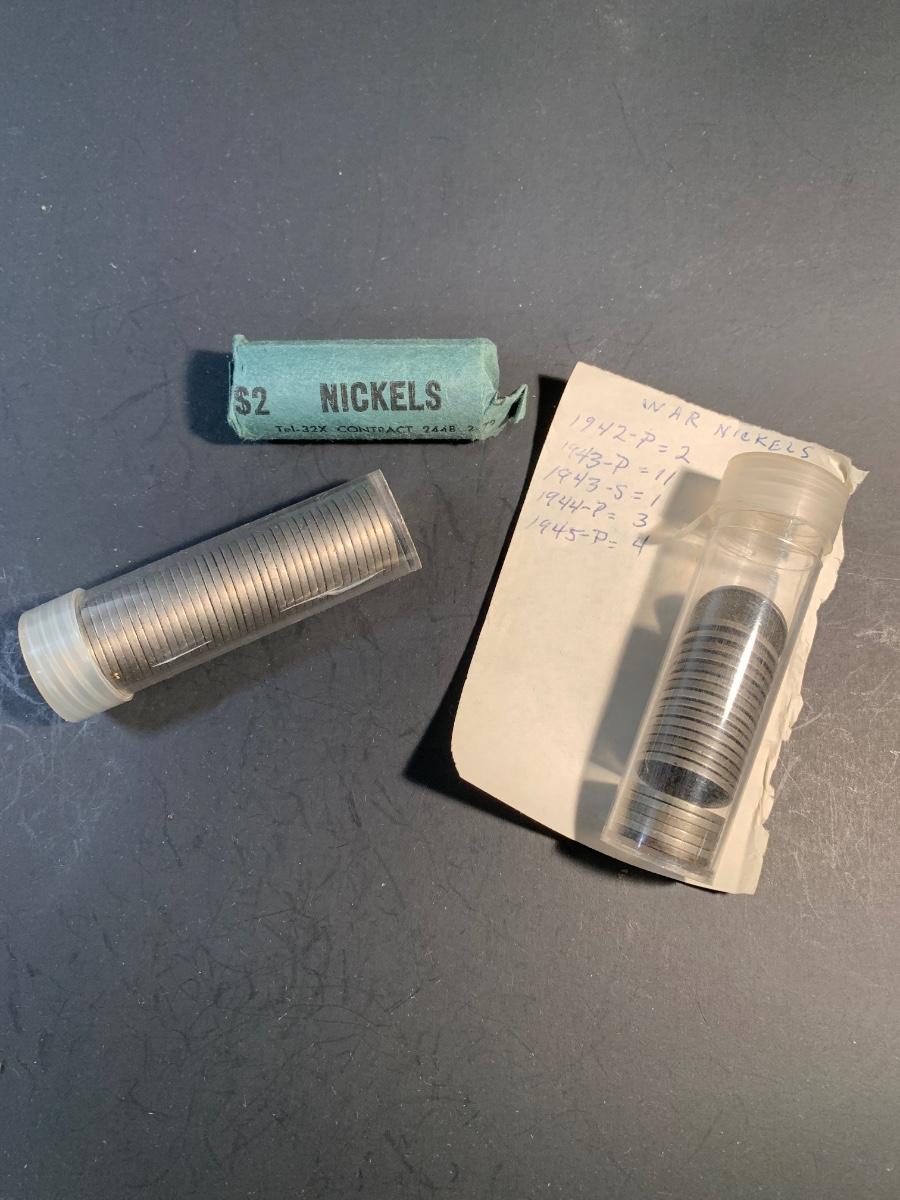 $2 NICKELS
Tel-32X CONTRACT 2448
WAR NICKELS
1942-P = 2
1943-P = 11
1943-S = 1
1944-P = 3
1945-P = 4